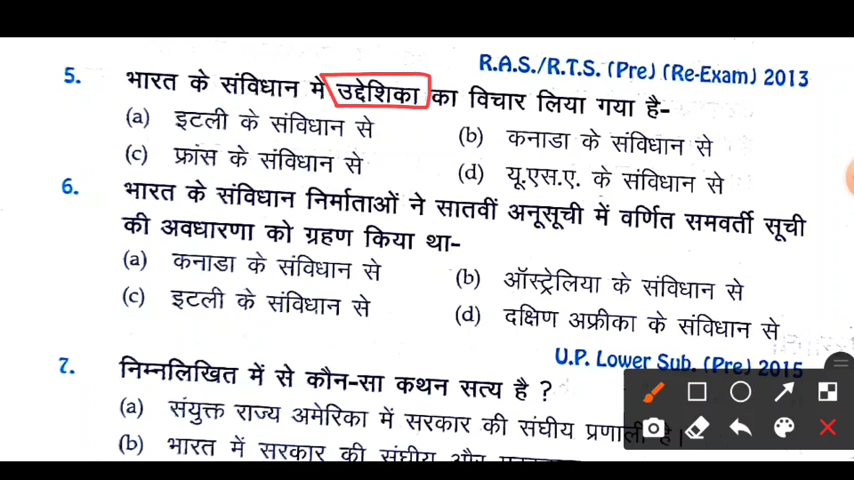 R.A.S./R.T.S. (Pre) (Re-Exam) 2013
5. भारत के संविधान में उद्देशिका का विचार लिया गया है-
(a) इटली के संविधान से (b) कनाडा के संविधान से
(c) फ्रांस के संविधान से (d) यू.एस.ए. के संविधान से
6. भारत के संविधान निर्माताओं ने सातवीं अनूसूची में वर्णित समवर्ती सूची
की अवधारणा को ग्रहण किया था-
(a) कनाडा के संविधान से (b) ऑस्ट्रेलिया के संविधान से
(c) इटली के संविधान से (d) दक्षिण अफ्रीका के संविधान से
U.P. Lower Sub. (Pre) 2015
7. निम्नलिखित में से कौन-सा कथन सत्य है ?
(a) संयुक्त राज्य अमेरिका में सरकार की संघीय प्रणाली है।
(b) भारत में सरकार की संघीय और